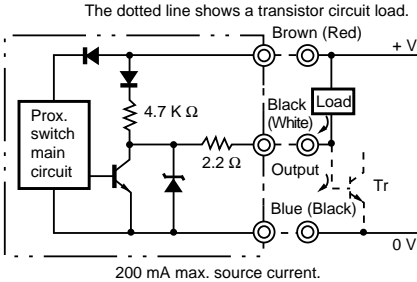 The dotted line shows a transistor circuit load.
Brown (Red)
+ V
4.7 K Ω
Black
(White)
Load
Prox.
switch
main
circuit
2.2 Ω
Output
Tr
Blue (Black)
0 V
200 mA max. source current.